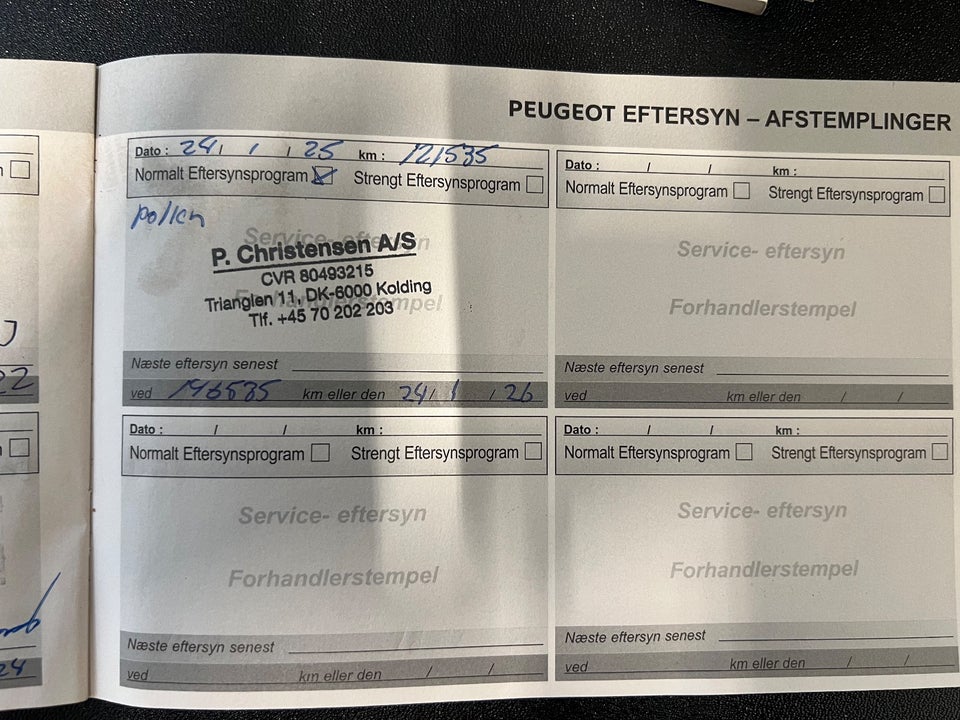 PEUGEOT EFTERSYN – AFSTEMPLINGER
Dato : 24 / 1 / 25 km : 121535
Normalt Eftersynsprogram Strengt Eftersynsprogram
pollen
Service- eftersyn
Forhandlerstempel
P. Christensen A/S
CVR 80493215
Trianglen 11, DK-6000 Kolding
Tlf. +45 70 202 203
Næste eftersyn senest
ved 146535 km eller den 24 / 1 / 26
Dato : / / km :
Normalt Eftersynsprogram Strengt Eftersynsprogram
Service- eftersyn
Forhandlerstempel
Næste eftersyn senest
ved km eller den / /
Dato : / / km :
Normalt Eftersynsprogram Strengt Eftersynsprogram
Service- eftersyn
Forhandlerstempel
Næste eftersyn senest
ved km eller den / /
Dato : / / km :
Normalt Eftersynsprogram Strengt Eftersynsprogram
Service- eftersyn
Forhandlerstempel
Næste eftersyn senest
ved km eller den / /